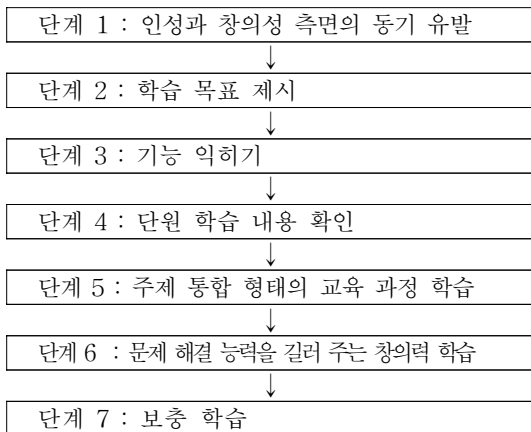 단계 1 : 인성과 창의성 측면의 동기 유발
↓
단계 2 : 학습 목표 제시
↓
단계 3 : 기능 익히기
↓
단계 4 : 단원 학습 내용 확인
↓
단계 5 : 주제 통합 형태의 교육 과정 학습
↓
단계 6 : 문제 해결 능력을 길러 주는 창의력 학습
↓
단계 7 : 보충 학습